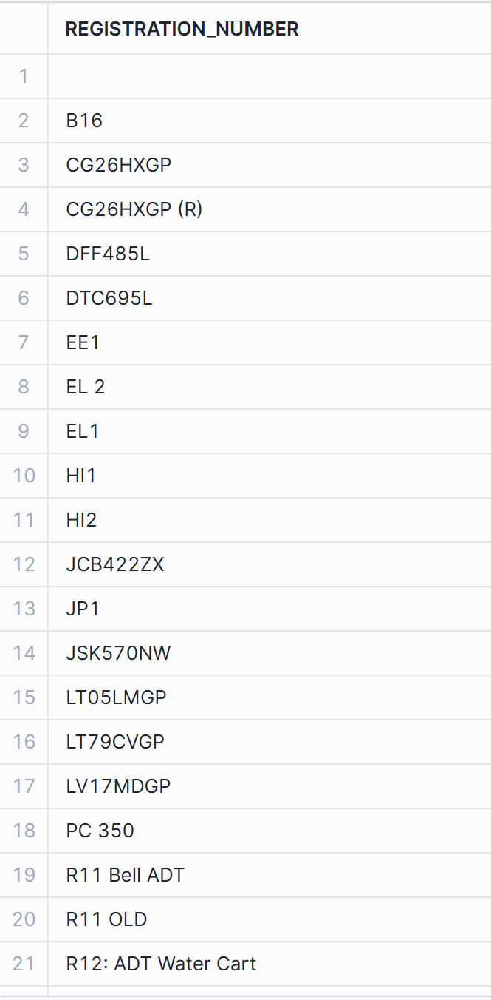 REGISTRATION_NUMBER
1
2 B16
3 CG26HXGP
4 CG26HXGP (R)
5 DFF485L
6 DTC695L
7 EE1
8 EL 2
9 EL1
10 HI1
11 HI2
12 JCB422ZX
13 JP1
14 JSK570NW
15 LT05LMGP
16 LT79CVGP
17 LV17MDGP
18 PC 350
19 R11 Bell ADT
20 R11 OLD
21 R12: ADT Water Cart